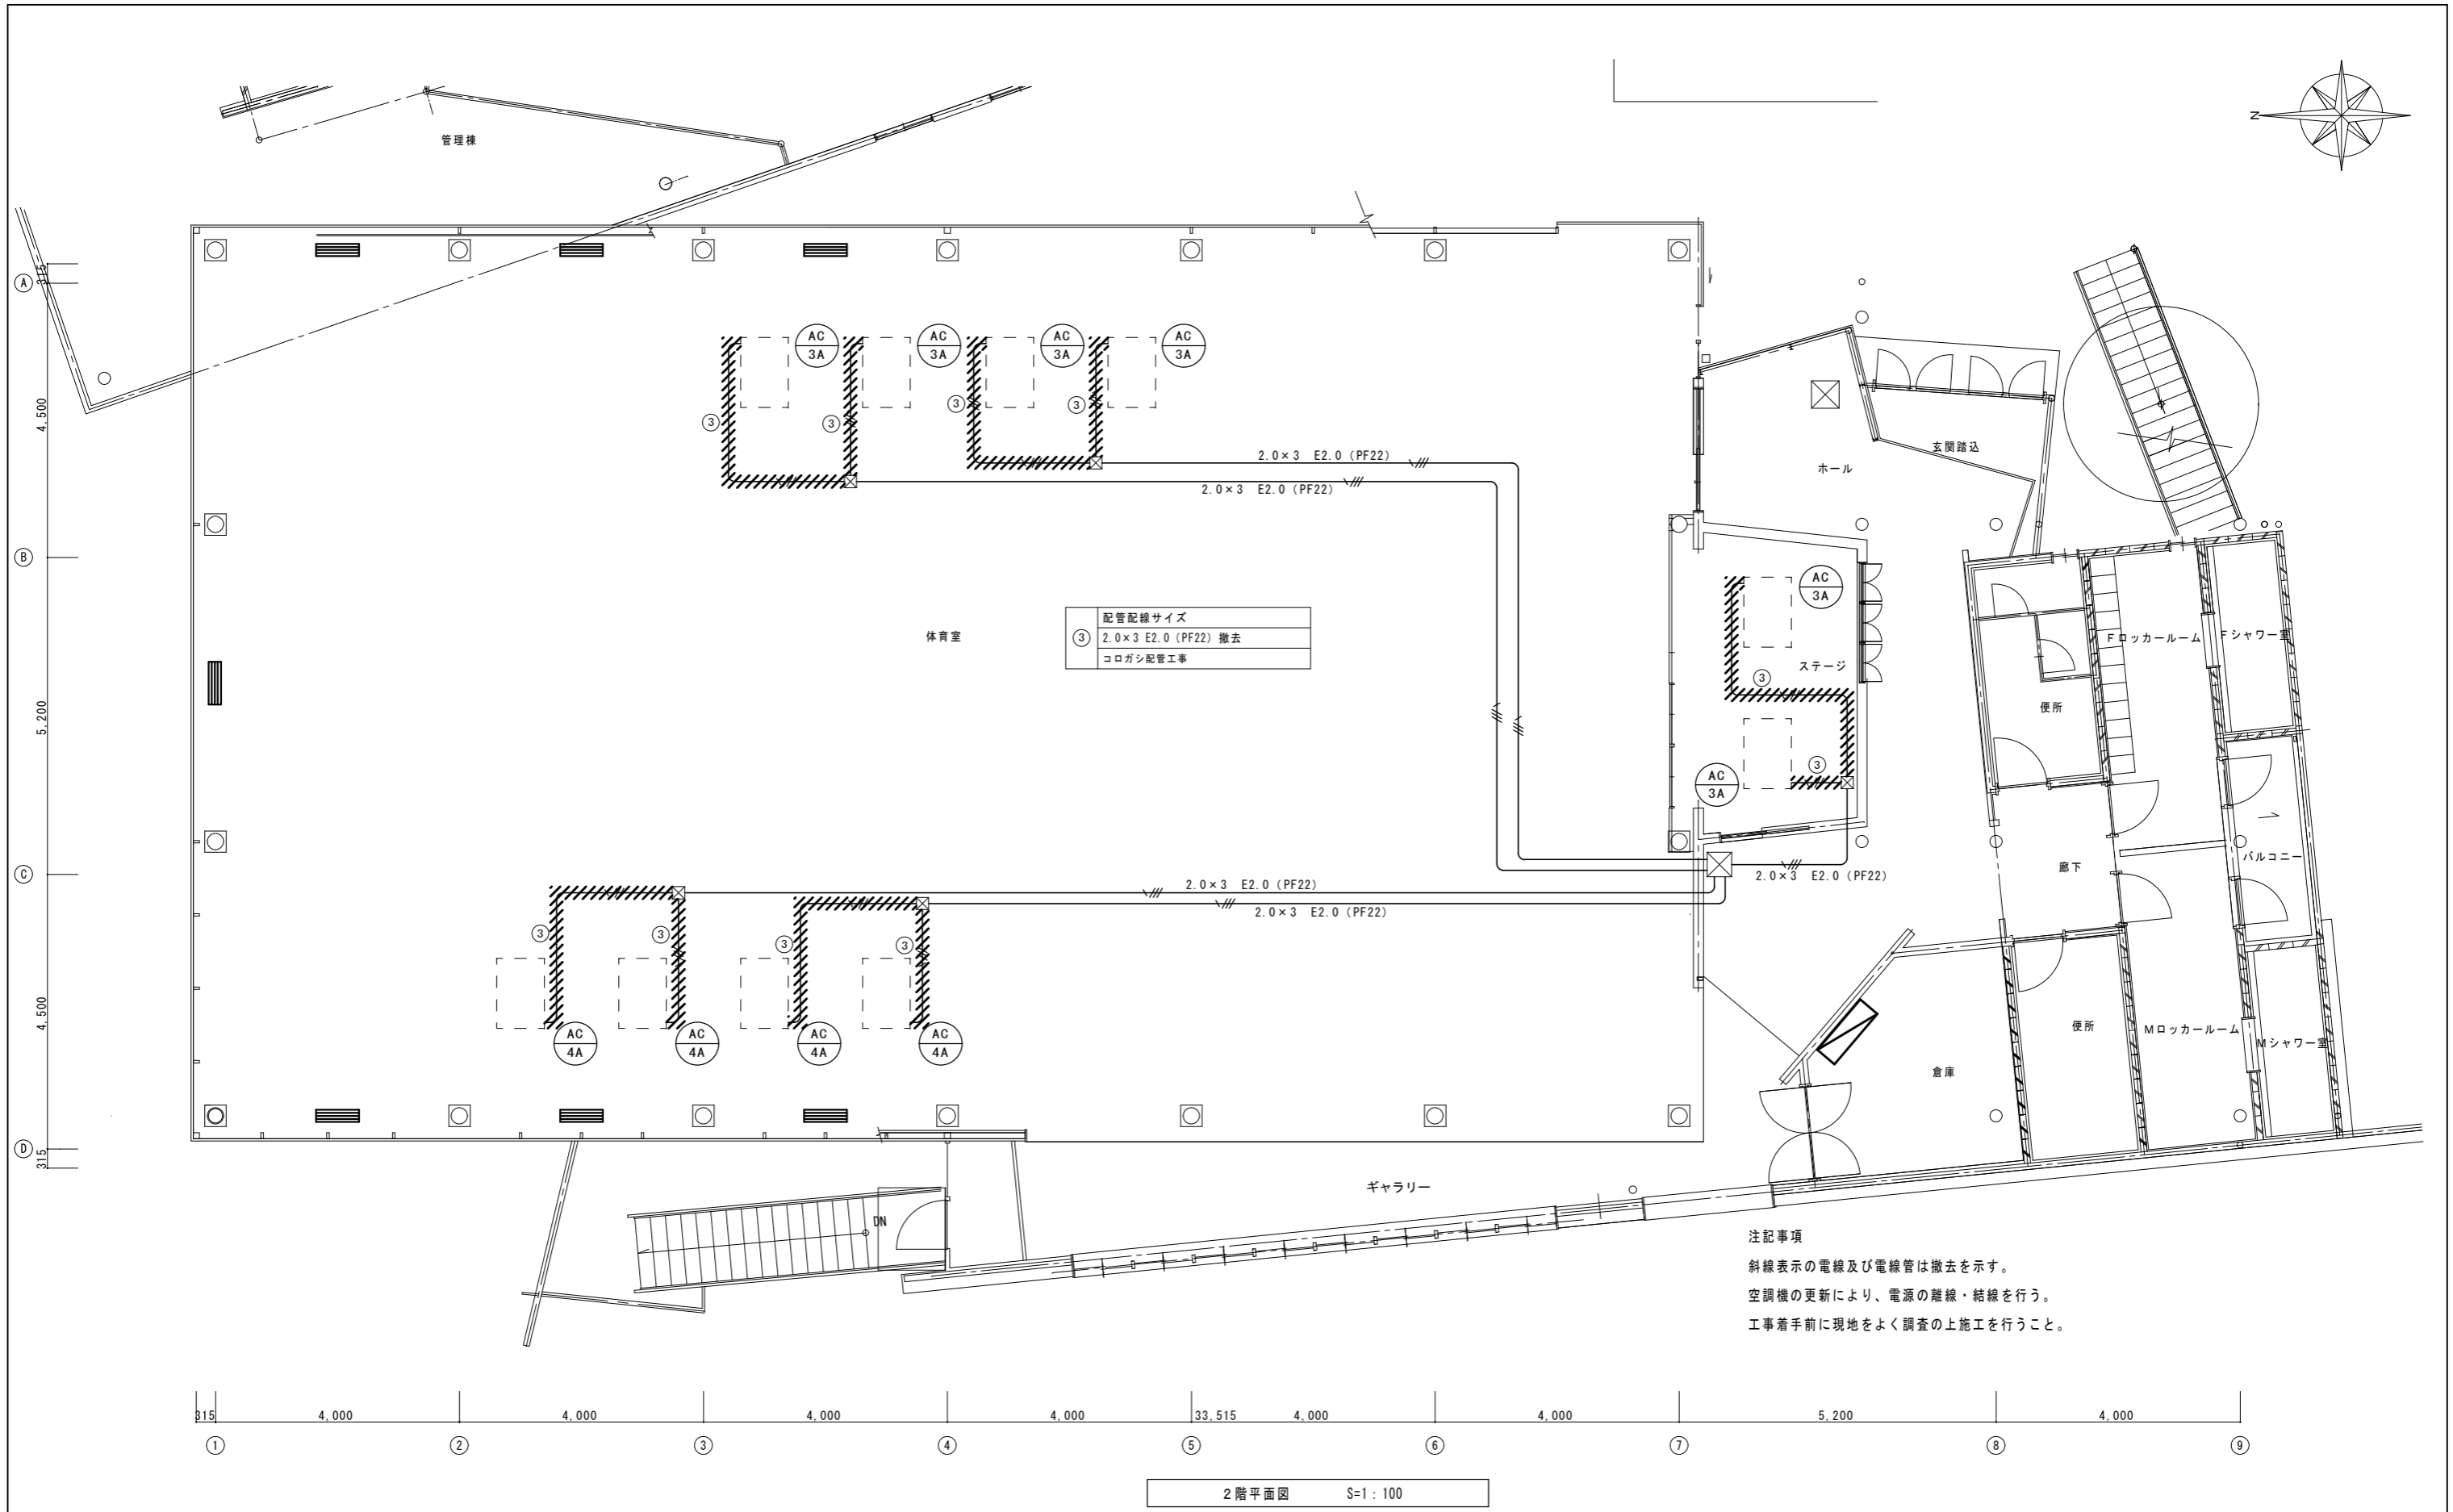 管理棟
N
A
315
4,500
B
5,200
C
4,500
D
315
AC
3A
AC
3A
AC
3A
AC
3A
3
3
3
3
2.0×3 E2.0 (PF22)
2.0×3 E2.0 (PF22)
玄関踏込
ホール
体育室
配管配線サイズ
3
2.0×3 E2.0 (PF22) 撤去
コロガシ配管工事
AC
3A
ステージ
3
3
AC
3A
Fロッカールーム
Fシャワー室
便所
バルコニー
廊下
2.0×3 E2.0 (PF22)
2.0×3 E2.0 (PF22)
2.0×3 E2.0 (PF22)
3
3
3
3
AC
4A
AC
4A
AC
4A
AC
4A
便所
Mロッカールーム
Mシャワー室
倉庫
ギャラリー
DN
注記事項
斜線表示の電線及び電線管は撤去を示す。
空調機の更新により、電源の離線・結線を行う。
工事着手前に現地をよく調査の上施工を行うこと。
315
4,000
4,000
4,000
4,000
33,515
4,000
4,000
5,200
4,000
1
2
3
4
5
6
7
8
9
2階平面図 S=1:100